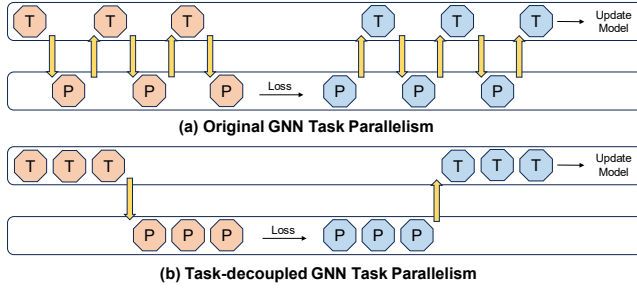 T T T T T T Update
Model
P P P Loss P P P
(a) Original GNN Task Parallelism
T T T T T T Update
Model
P P P Loss P P P
(b) Task-decoupled GNN Task Parallelism